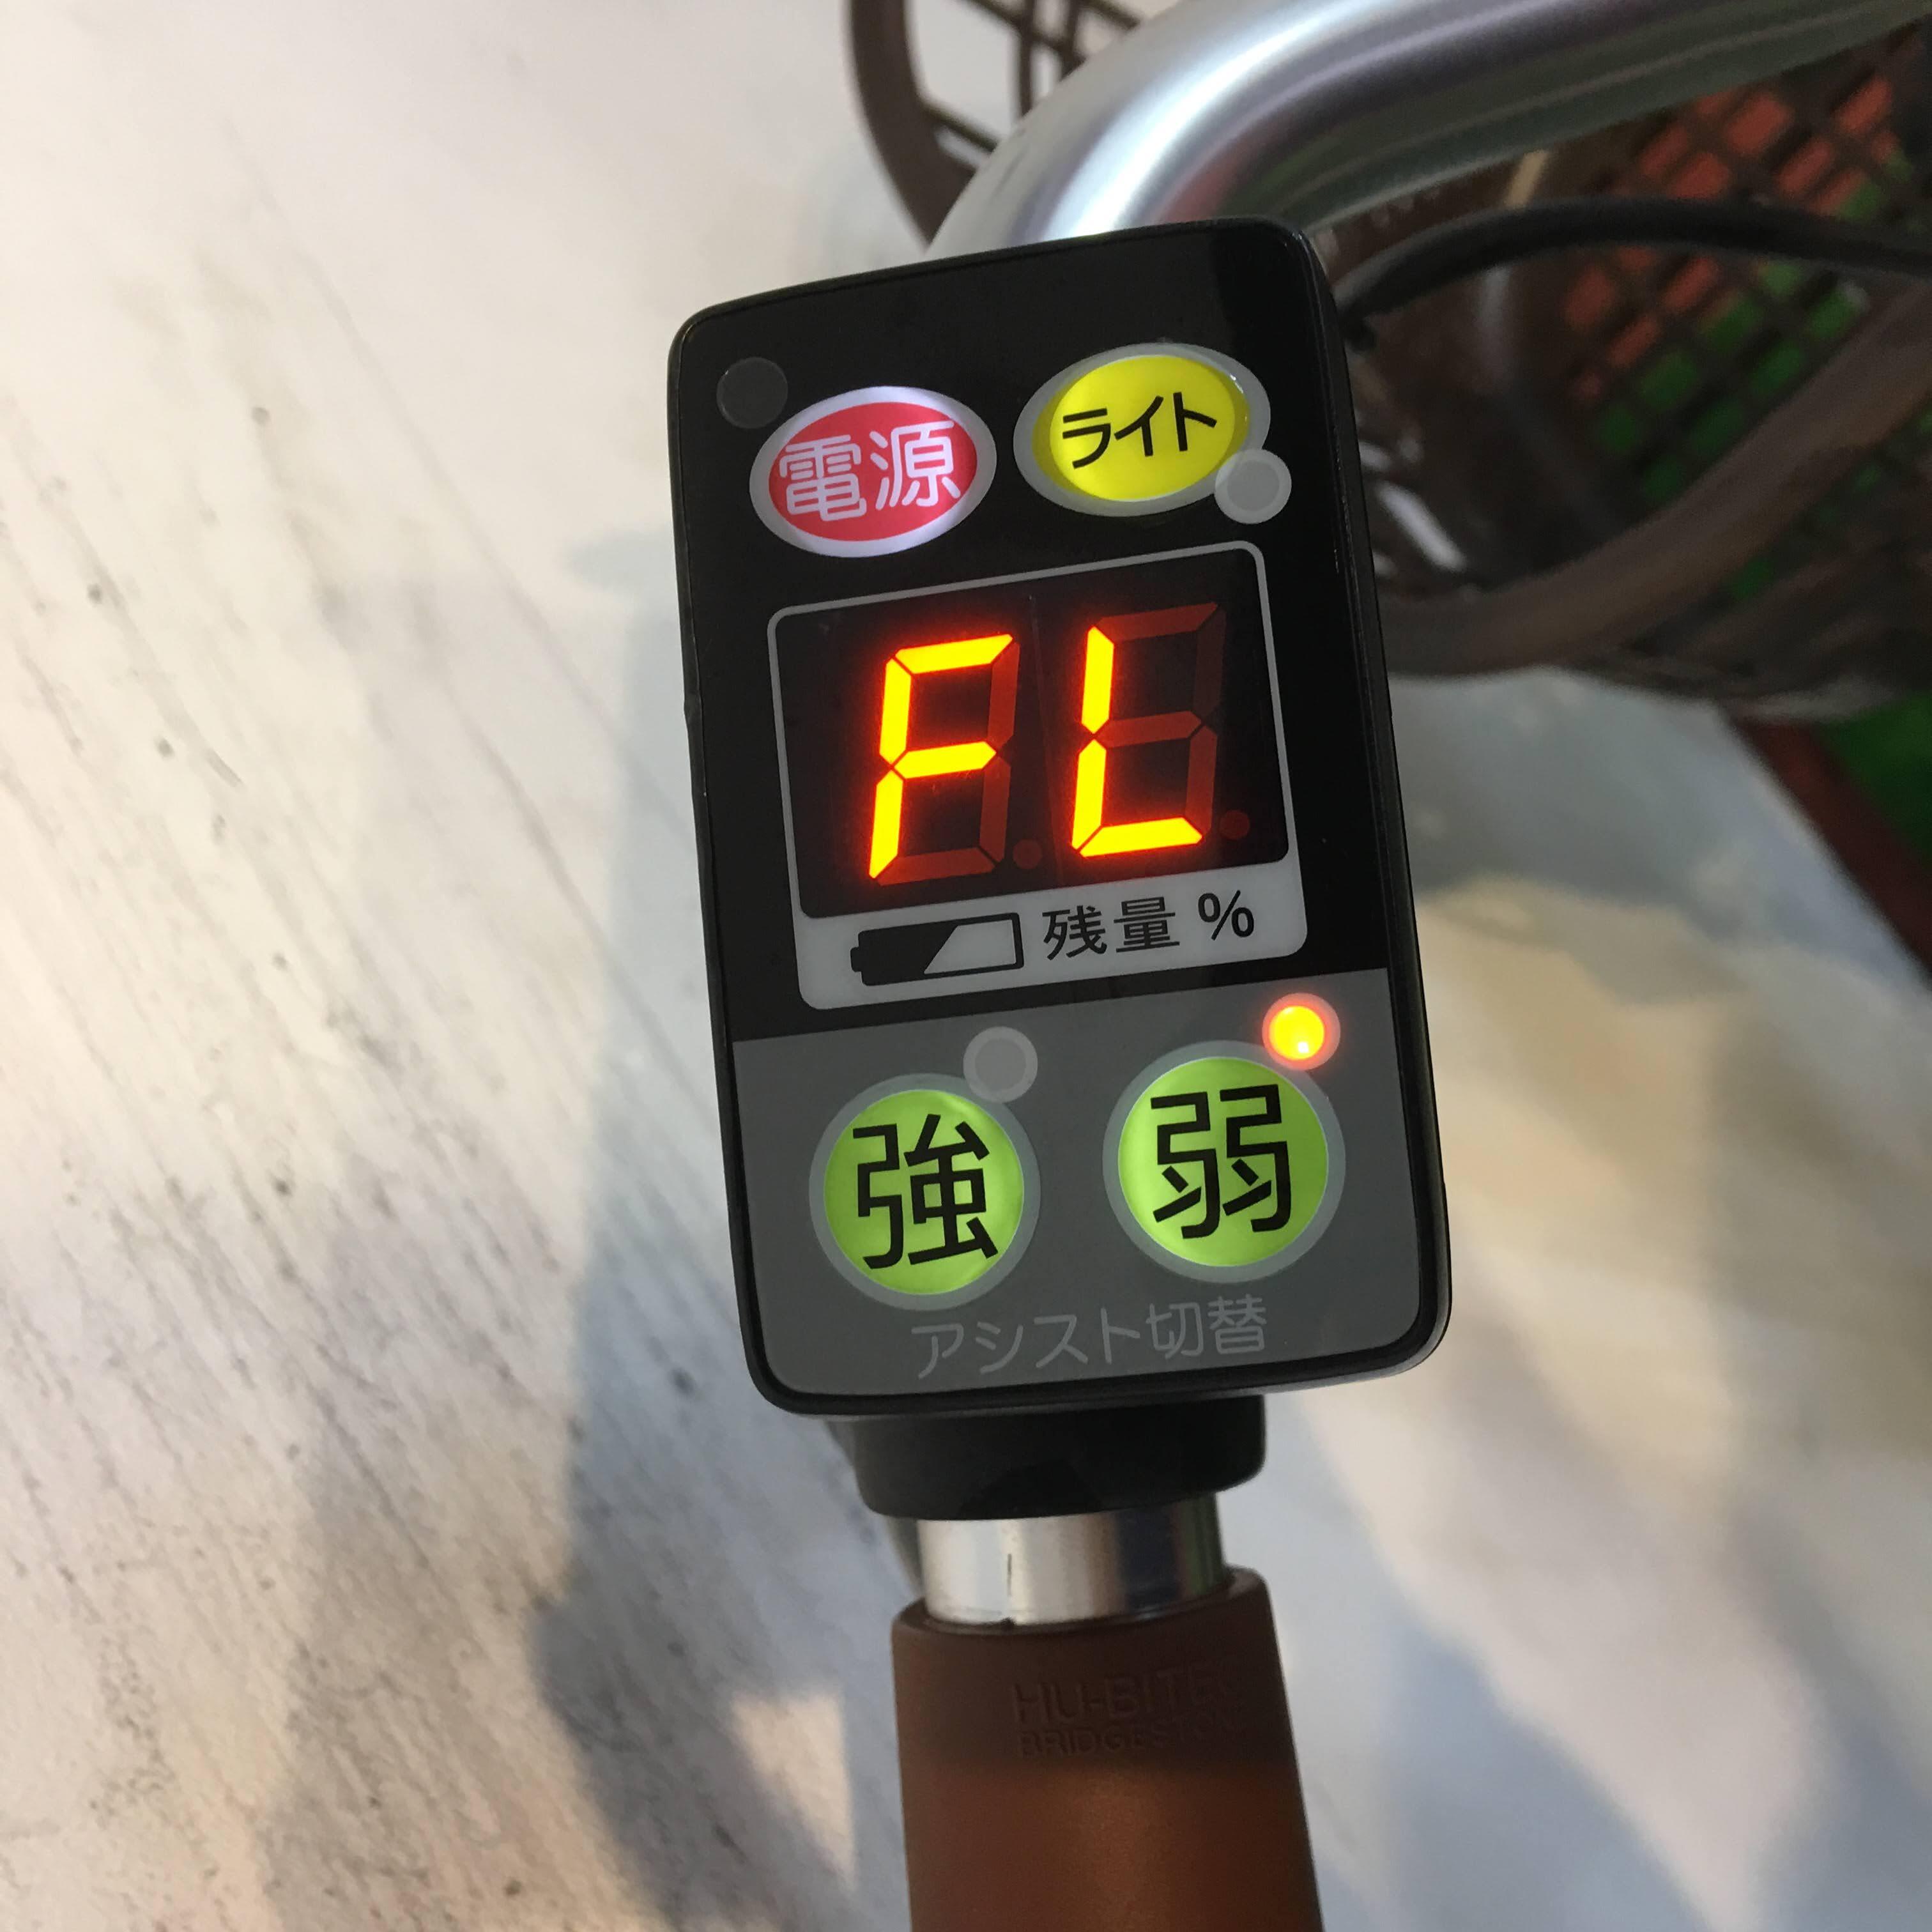 電源
ライト
FL
残量 %
強
弱
アシスト切替